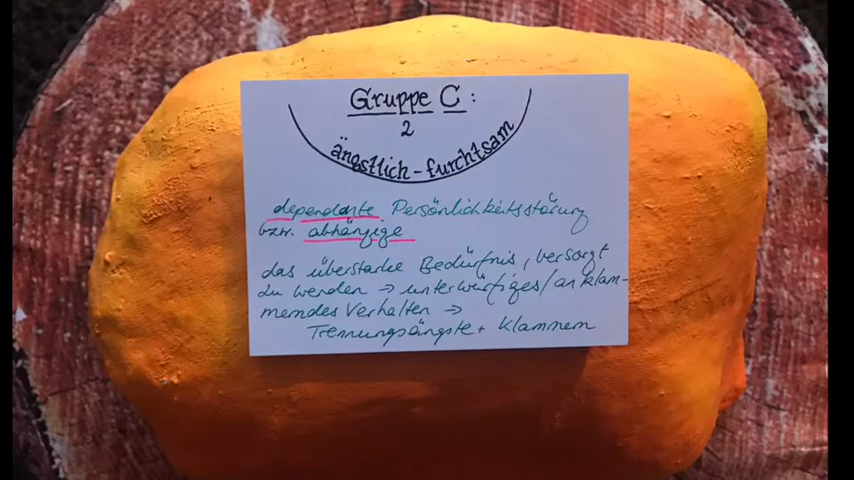 Gruppe C:
2
ängstlich-furchtsam
dependante Persönlichkeitsstörung
bzw. abhängige
das überstarke Bedürfnis, versorgt
zu werden → unterwürfiges/anklam-
merndes Verhalten →
Trennungsängste + Klammern